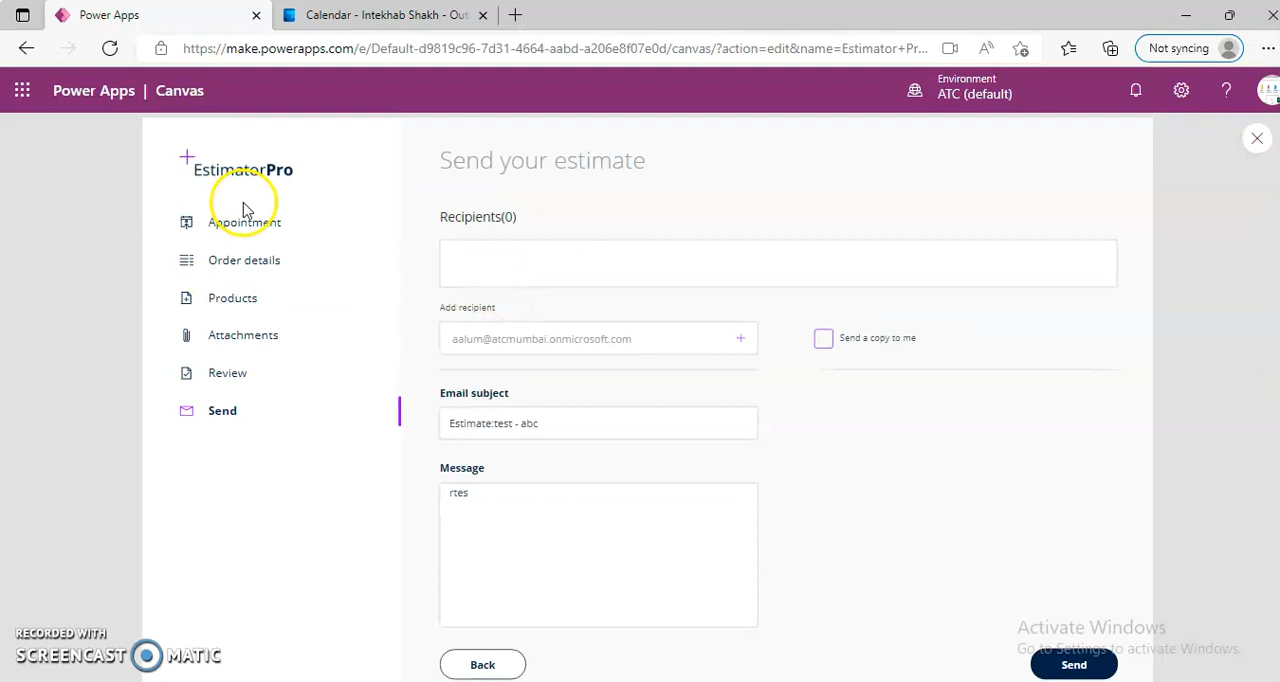 Power Apps
Calendar - Intekhab Shakh - Out
https://make.powerapps.com/e/Default-d9819c96-7d31-4664-aabd-a206e8f07e0d/canvas/?action=edit&name=Estimator+Pr...
Not syncing
Power Apps | Canvas
Environment
ATC (default)
EstimatorPro
Appointment
Order details
Products
Attachments
Review
Send
Send your estimate
Recipients(0)
Add recipient
aalum@atcmumbai.onmicrosoft.com
Send a copy to me
Email subject
Estimate:test - abc
Message
rtes
Back
Send
Activate Windows
Go to Settings to activate Windows.
RECORDED WITH
SCREENCAST MATIC